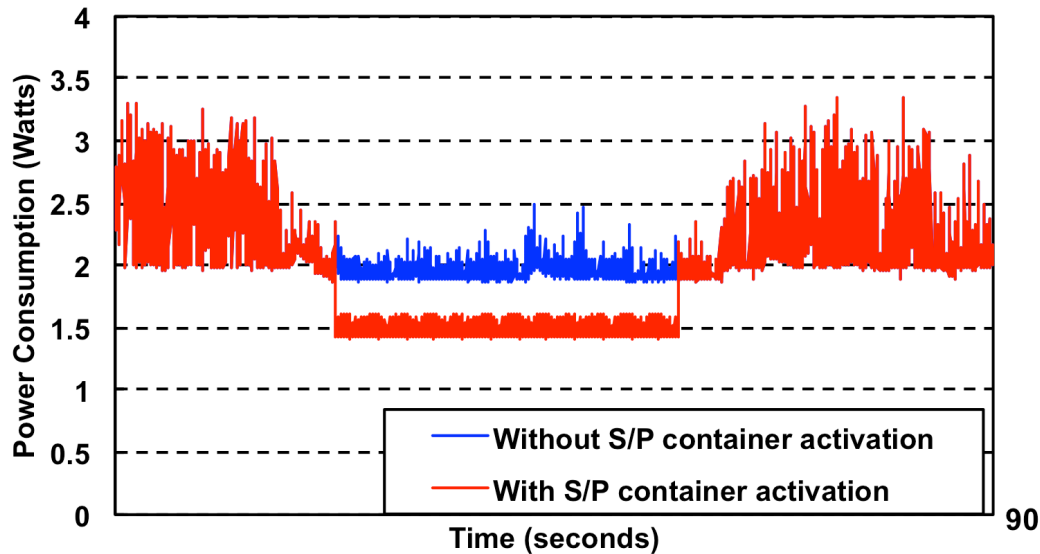 4
3.5
3
2.5
2
1.5
1
0.5
0
Power Consumption (Watts)
Without S/P container activation
With S/P container activation
90
Time (seconds)